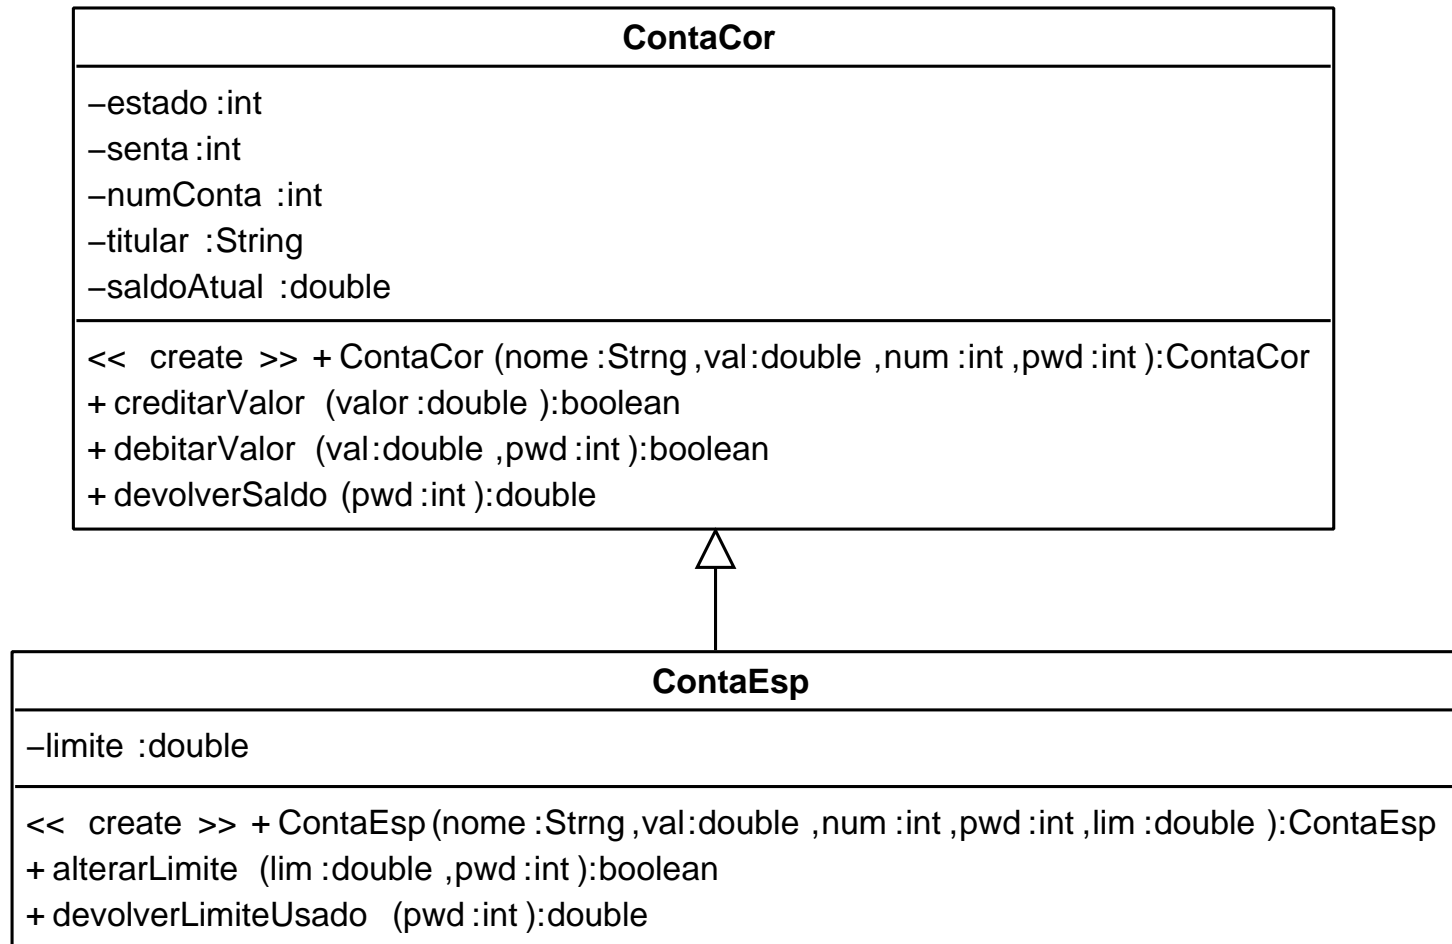 ContaCor
–estado :int
–senta :int
–numConta :int
–titular :String
–saldoAtual :double
<< create >> + ContaCor (nome :Strng ,val:double ,num :int ,pwd :int ):ContaCor
+ creditarValor (valor :double ):boolean
+ debitarValor (val:double ,pwd :int ):boolean
+ devolverSaldo (pwd :int ):double
ContaEsp
–limite :double
<< create >> + ContaEsp (nome :Strng ,val:double ,num :int ,pwd :int ,lim :double ):ContaEsp
+ alterarLimite (lim :double ,pwd :int ):boolean
+ devolverLimiteUsado (pwd :int ):double